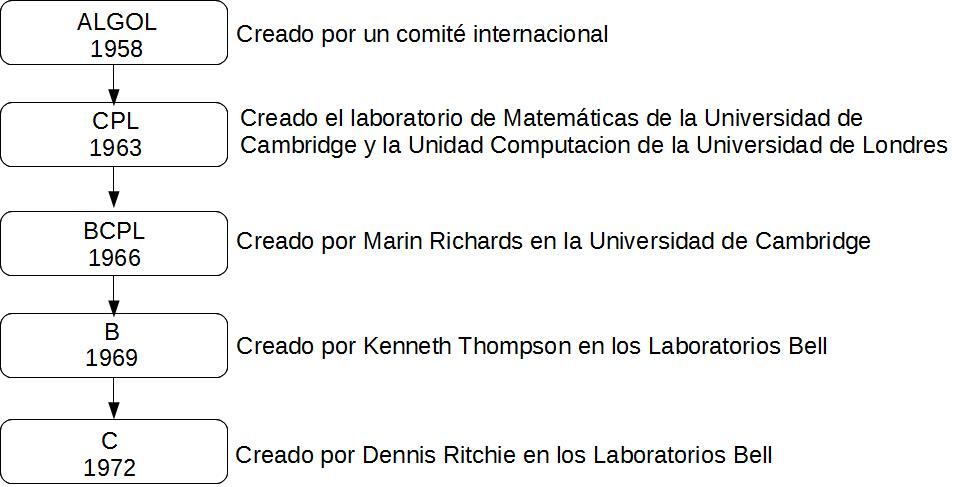 ALGOL
1958
Creado por un comité internacional
CPL
1963
Creado el laboratorio de Matemáticas de la Universidad de
Cambridge y la Unidad Computacion de la Universidad de Londres
BCPL
1966
Creado por Marin Richards en la Universidad de Cambridge
B
1969
Creado por Kenneth Thompson en los Laboratorios Bell
C
1972
Creado por Dennis Ritchie en los Laboratorios Bell